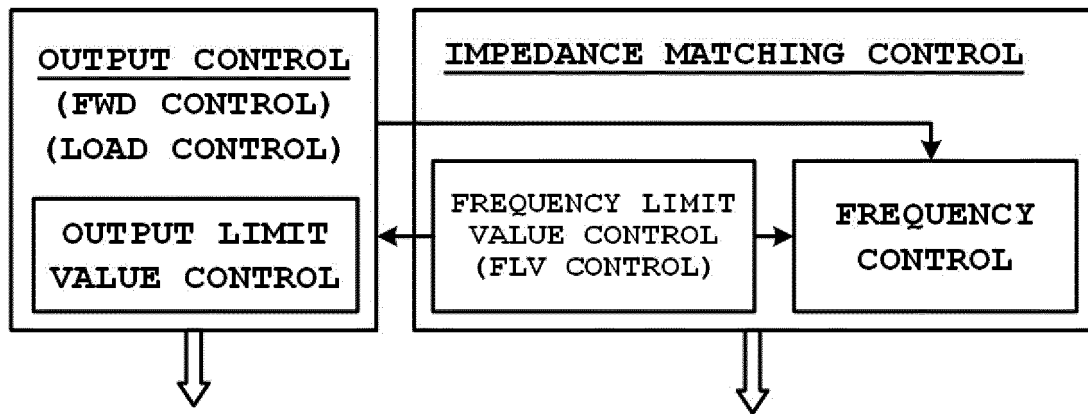 OUTPUT CONTROL
(FWD CONTROL)
(LOAD CONTROL)
OUTPUT LIMIT
VALUE CONTROL
IMPEDANCE MATCHING CONTROL
FREQUENCY LIMIT
VALUE CONTROL
(FLV CONTROL)
FREQUENCY
CONTROL